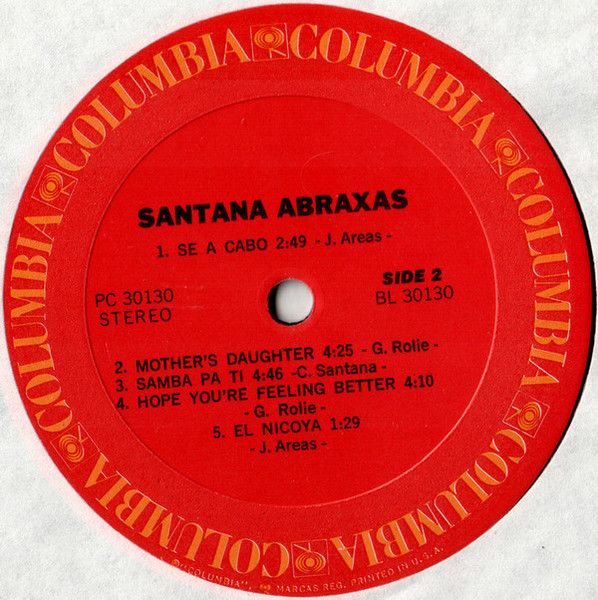 COLUMBIA COLUMBIA COLUMBIA COLUMBIA COLUMBIA COLUMBIA
SANTANA ABRAXAS
1. SE A CABO 2:49 - J. Areas -
PC 30130
STEREO
SIDE 2
BL 30130
2. MOTHER'S DAUGHTER 4:25 - G. Rolie -
3. SAMBA PA TI 4:46 -C. Santana -
4. HOPE YOU'RE FEELING BETTER 4:10
- G. Rolie -
5. EL NICOYA 1:29
- J. Areas -
"COLUMBIA", MARCAS REG. PRINTED IN U.S.A.